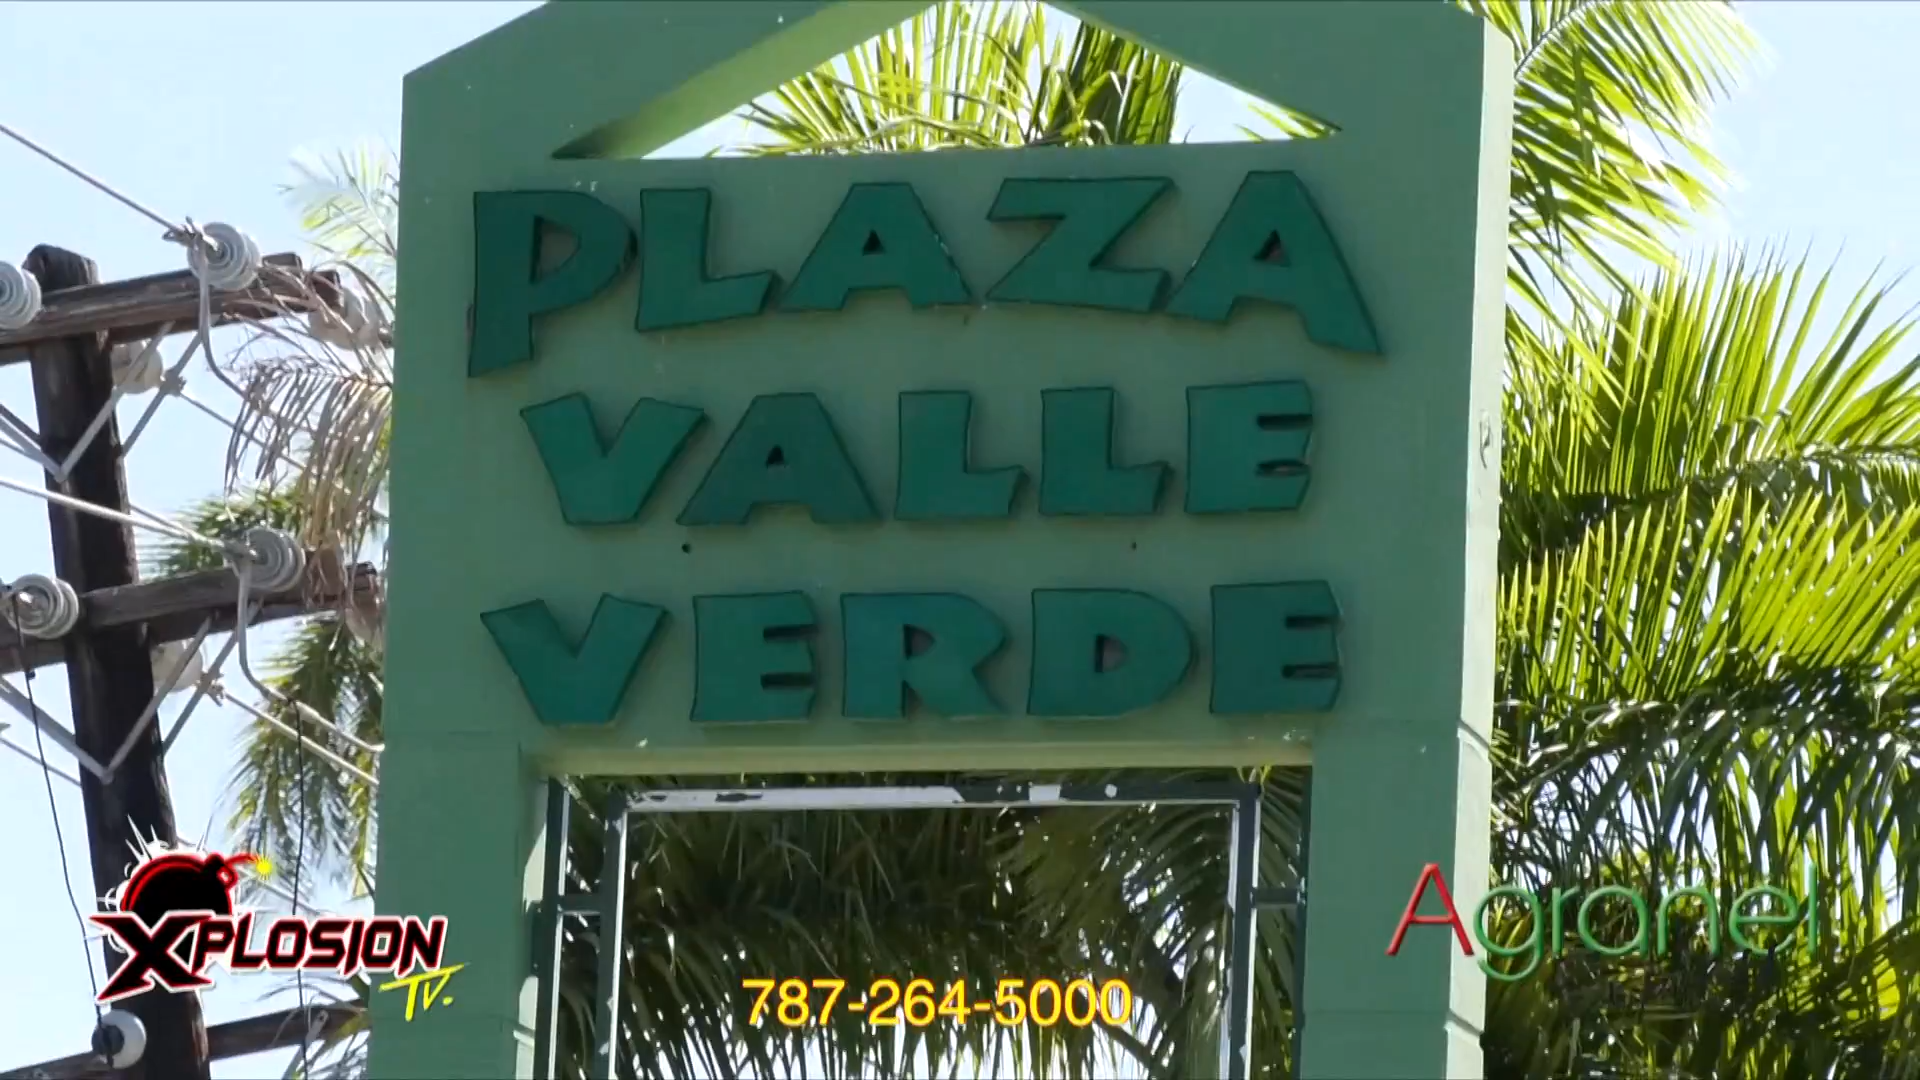 PLAZA
VALLE
VERDE
XPLOSION
TV.
Agranel
787-264-5000